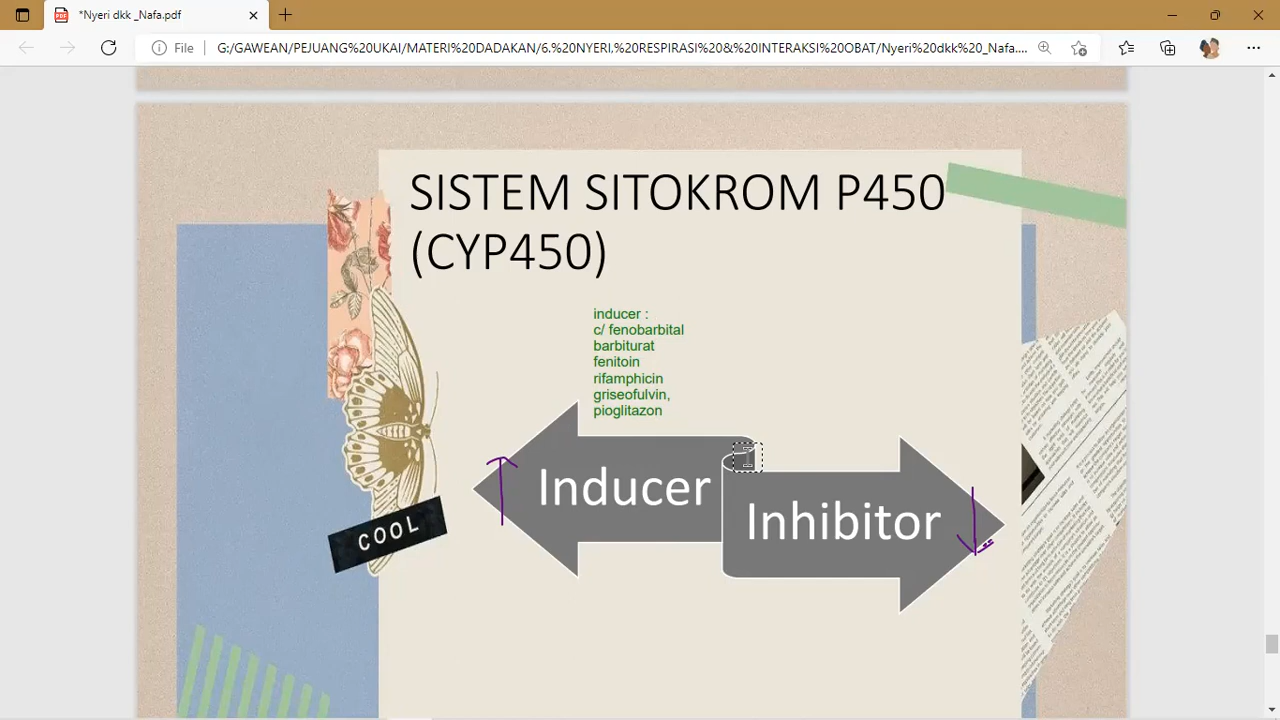 *Nyeri dkk _Nafa.pdf
File
G:/GAWEAN/PEJUANG%20UKAI/MATERI%20DADAKAN/6.%20NYERI,%20RESPIRASI%20&%20INTERAKSI%20OBAT/Nyeri%20dkk%20_Nafa....
SISTEM SITOKROM P450
(CYP450)
inducer :
c/ fenobarbital
barbiturat
fenitoin
rifamphicin
griseofulvin,
pioglitazon
Inducer
Inhibitor
COOL